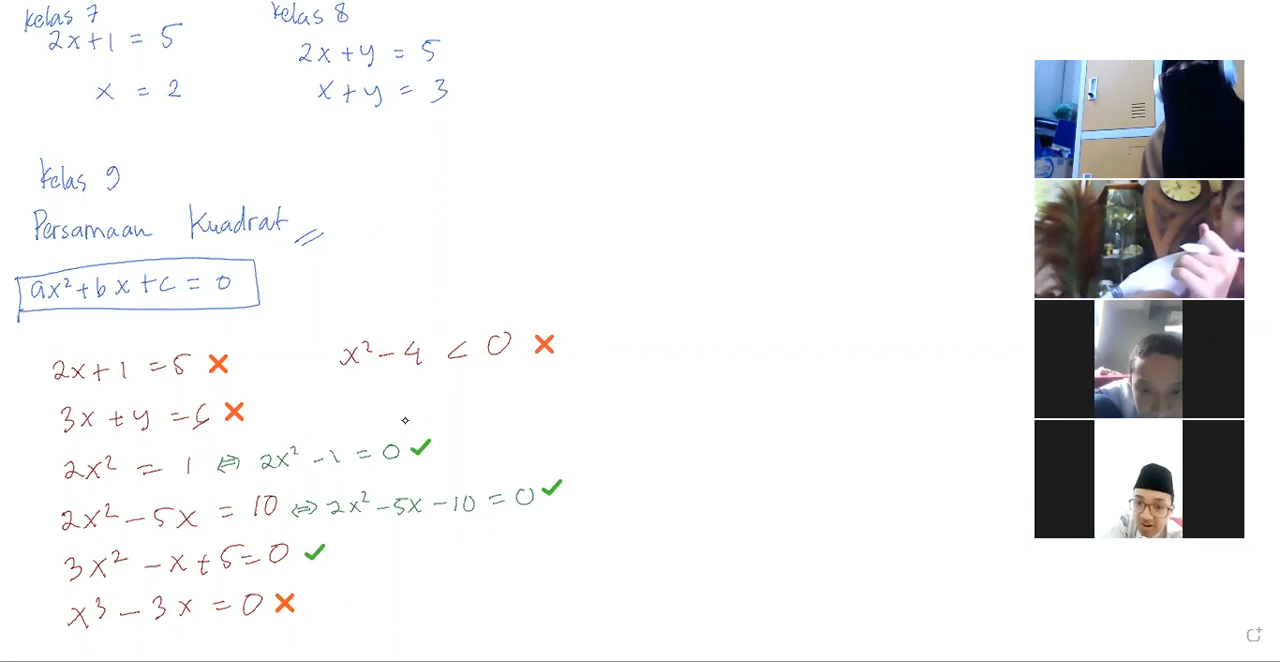 Kelas 7
2x+1 = 5
x = 2
Kelas 8
2x+y = 5
x+y = 3
Kelas 9
Persamaan Kuadrat
ax²+bx+c = 0
2x+1 = 5 ❌
3x+y = 5 ❌
2x² = 1 ⇔ 2x²-1 = 0 ✔
2x²-5x = 10 ⇔ 2x²-5x-10 = 0 ✔
3x²-x+5=0 ✔
x³-3x = 0 ❌
x²-4 < 0 ❌